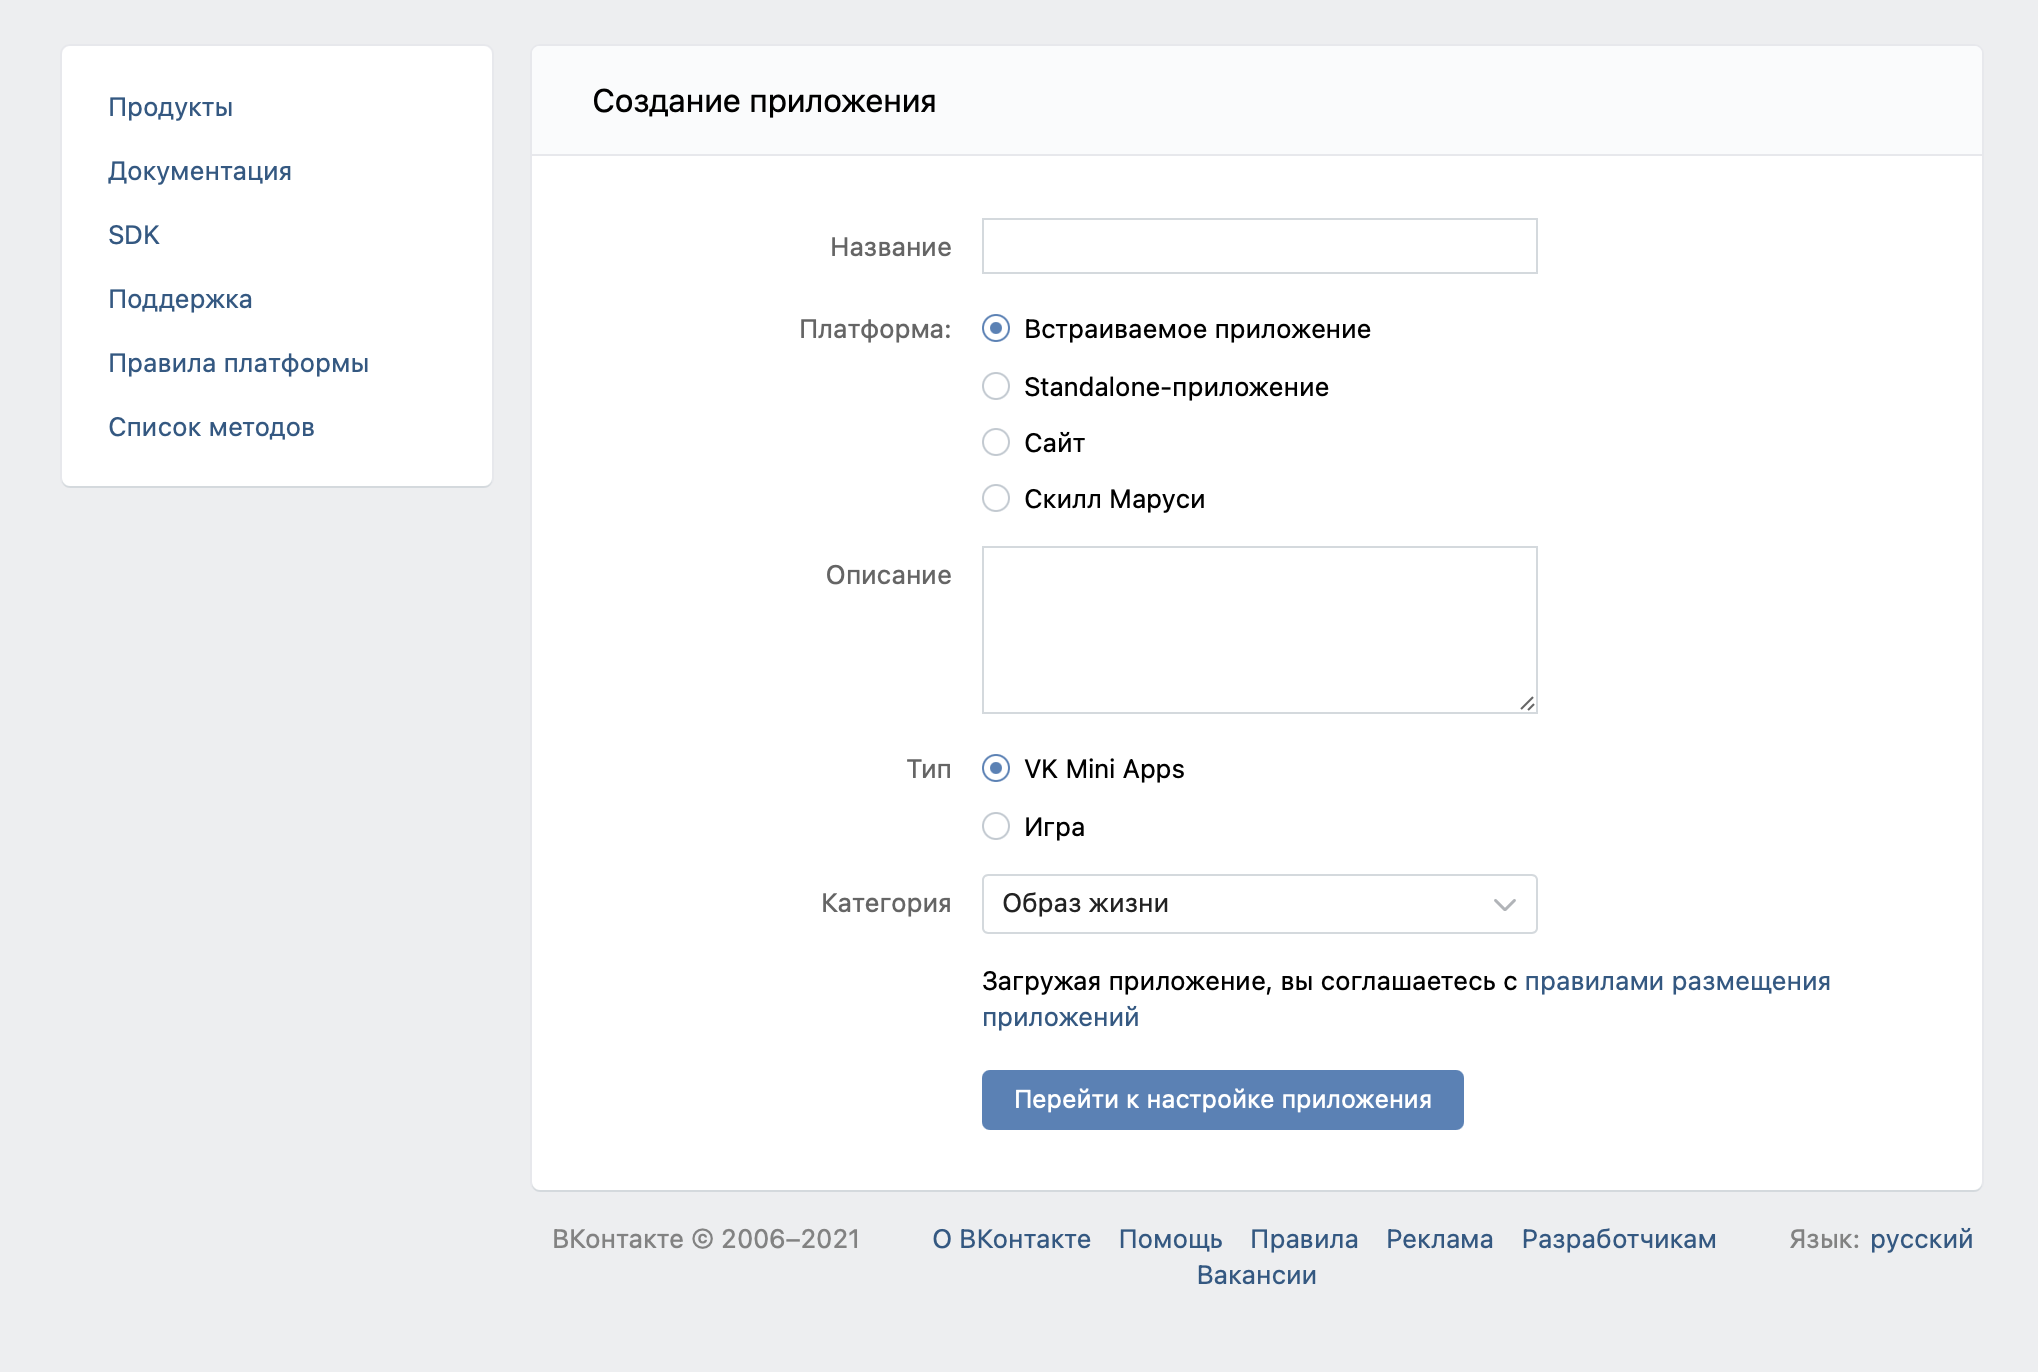 Продукты
Документация
SDK
Поддержка
Правила платформы
Список методов
Создание приложения
Название
Платформа: Встраиваемое приложение
Standalone-приложение
Сайт
Скилл Маруси
Описание
Тип VK Mini Apps
Игра
Категория Образ жизни
Загружая приложение, вы соглашаетесь с правилами размещения
приложений
Перейти к настройке приложения
ВКонтакте © 2006–2021 О ВКонтакте Помощь Правила Реклама Разработчикам Язык: русский
Вакансии